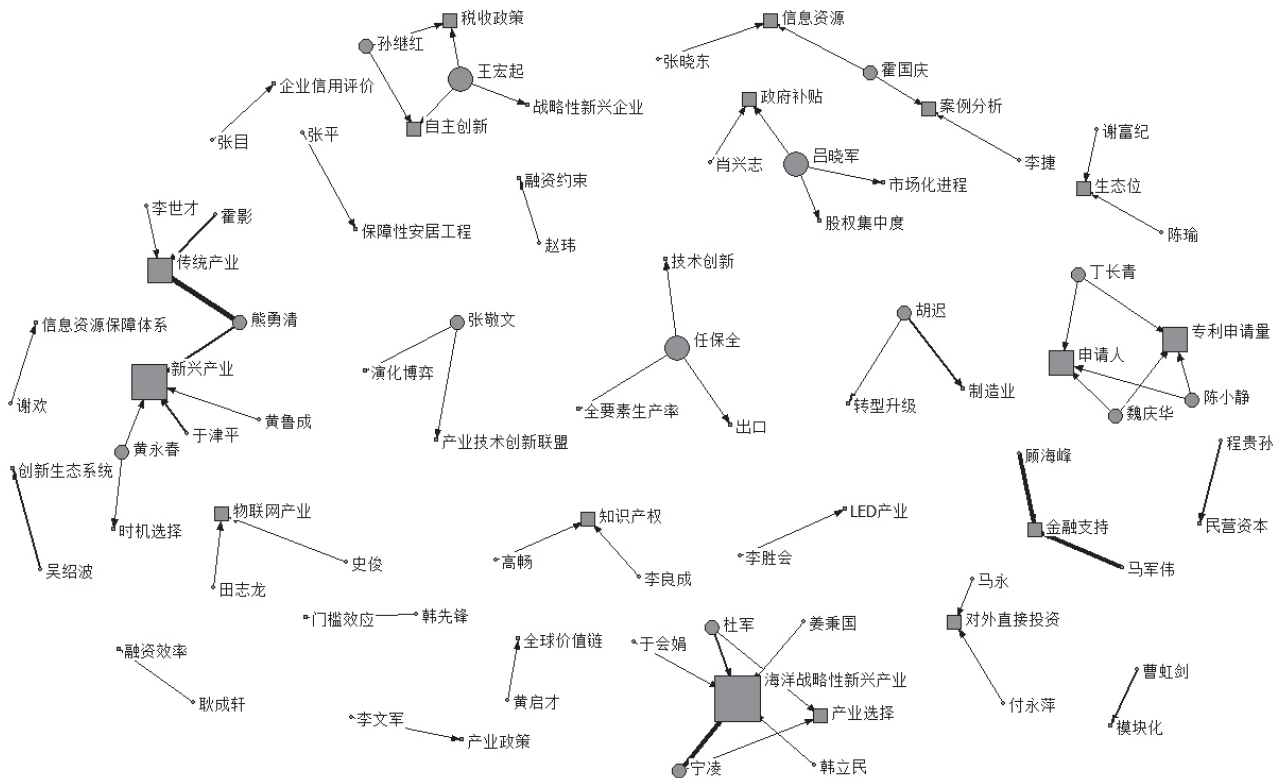 税收政策
信息资源
孙继红
张晓东
霍国庆
王宏起
企业信用评价
战略性新兴企业
政府补贴
案例分析
自主创新
张目
张平
谢富纪
肖兴志
吕晓军
李捷
融资约束
市场化进程
生态位
李世才
霍影
股权集中度
保障性安居工程
赵玮
陈瑜
传统产业
技术创新
丁长青
熊勇清
信息资源保障体系
张敬文
胡迟
专利申请量
任保全
申请人
新兴产业
演化博弈
制造业
陈小静
谢欢
全要素生产率
转型升级
魏庆华
黄鲁成
出口
于津平
产业技术创新联盟
黄永春
程贵孙
顾海峰
创新生态系统
物联网产业
知识产权
LED产业
民营资本
时机选择
金融支持
高畅
李胜会
史俊
吴绍波
马军伟
田志龙
李良成
马永
门槛效应
韩先锋
杜军
姜秉国
对外直接投资
全球价值链
于会娟
融资效率
曹虹剑
海洋战略性新兴产业
耿成轩
黄启才
付永萍
李文军
产业选择
模块化
产业政策
宁凌
韩立民